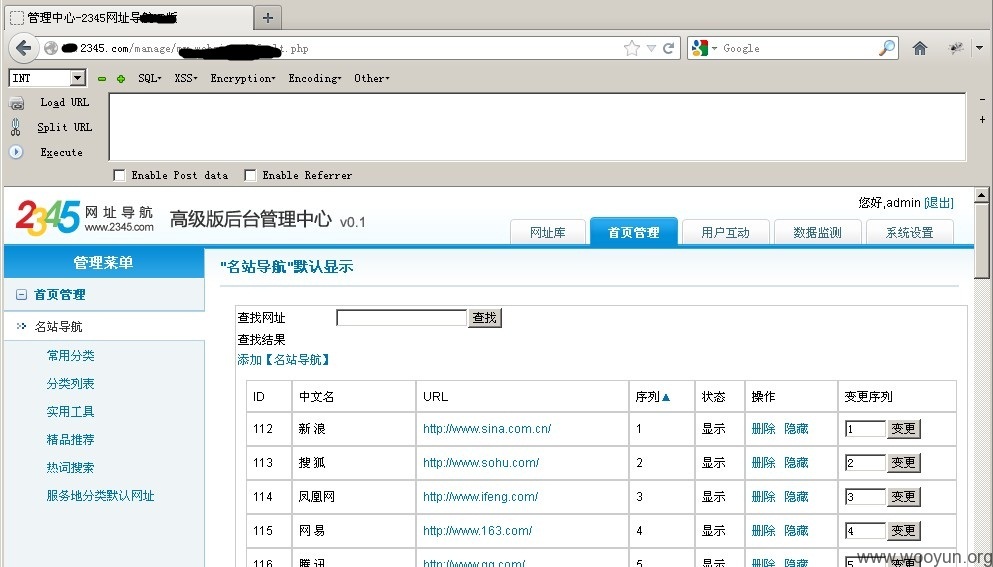 管理中心-2345网址导
2345.com/manage/
.php
Google
INT
SQL XSS Encryption Encoding Other
Load URL
Split URL
Execute
Enable Post data Enable Referrer
2345 网址导航 www.2345.com 高级版后台管理中心 v0.1
您好,admin [退出]
网址库 首页管理 用户互动 数据监测 系统设置
管理菜单
首页管理
名站导航
常用分类
分类列表
实用工具
精品推荐
热词搜索
服务地分类默认网址
"名站导航"默认显示
查找网址 查找
查找结果
添加【名站导航】
ID 中文名 URL 序列▲ 状态 操作 变更序列
112 新浪 http://www.sina.com.cn/ 1 显示 删除 隐藏 1 变更
113 搜狐 http://www.sohu.com/ 2 显示 删除 隐藏 2 变更
114 凤凰网 http://www.ifeng.com/ 3 显示 删除 隐藏 3 变更
115 网易 http://www.163.com/ 4 显示 删除 隐藏 4 变更
116 腾讯 http://www.qq.com/ 5 显示 删除 隐藏 5 变更
www.wooyun.org